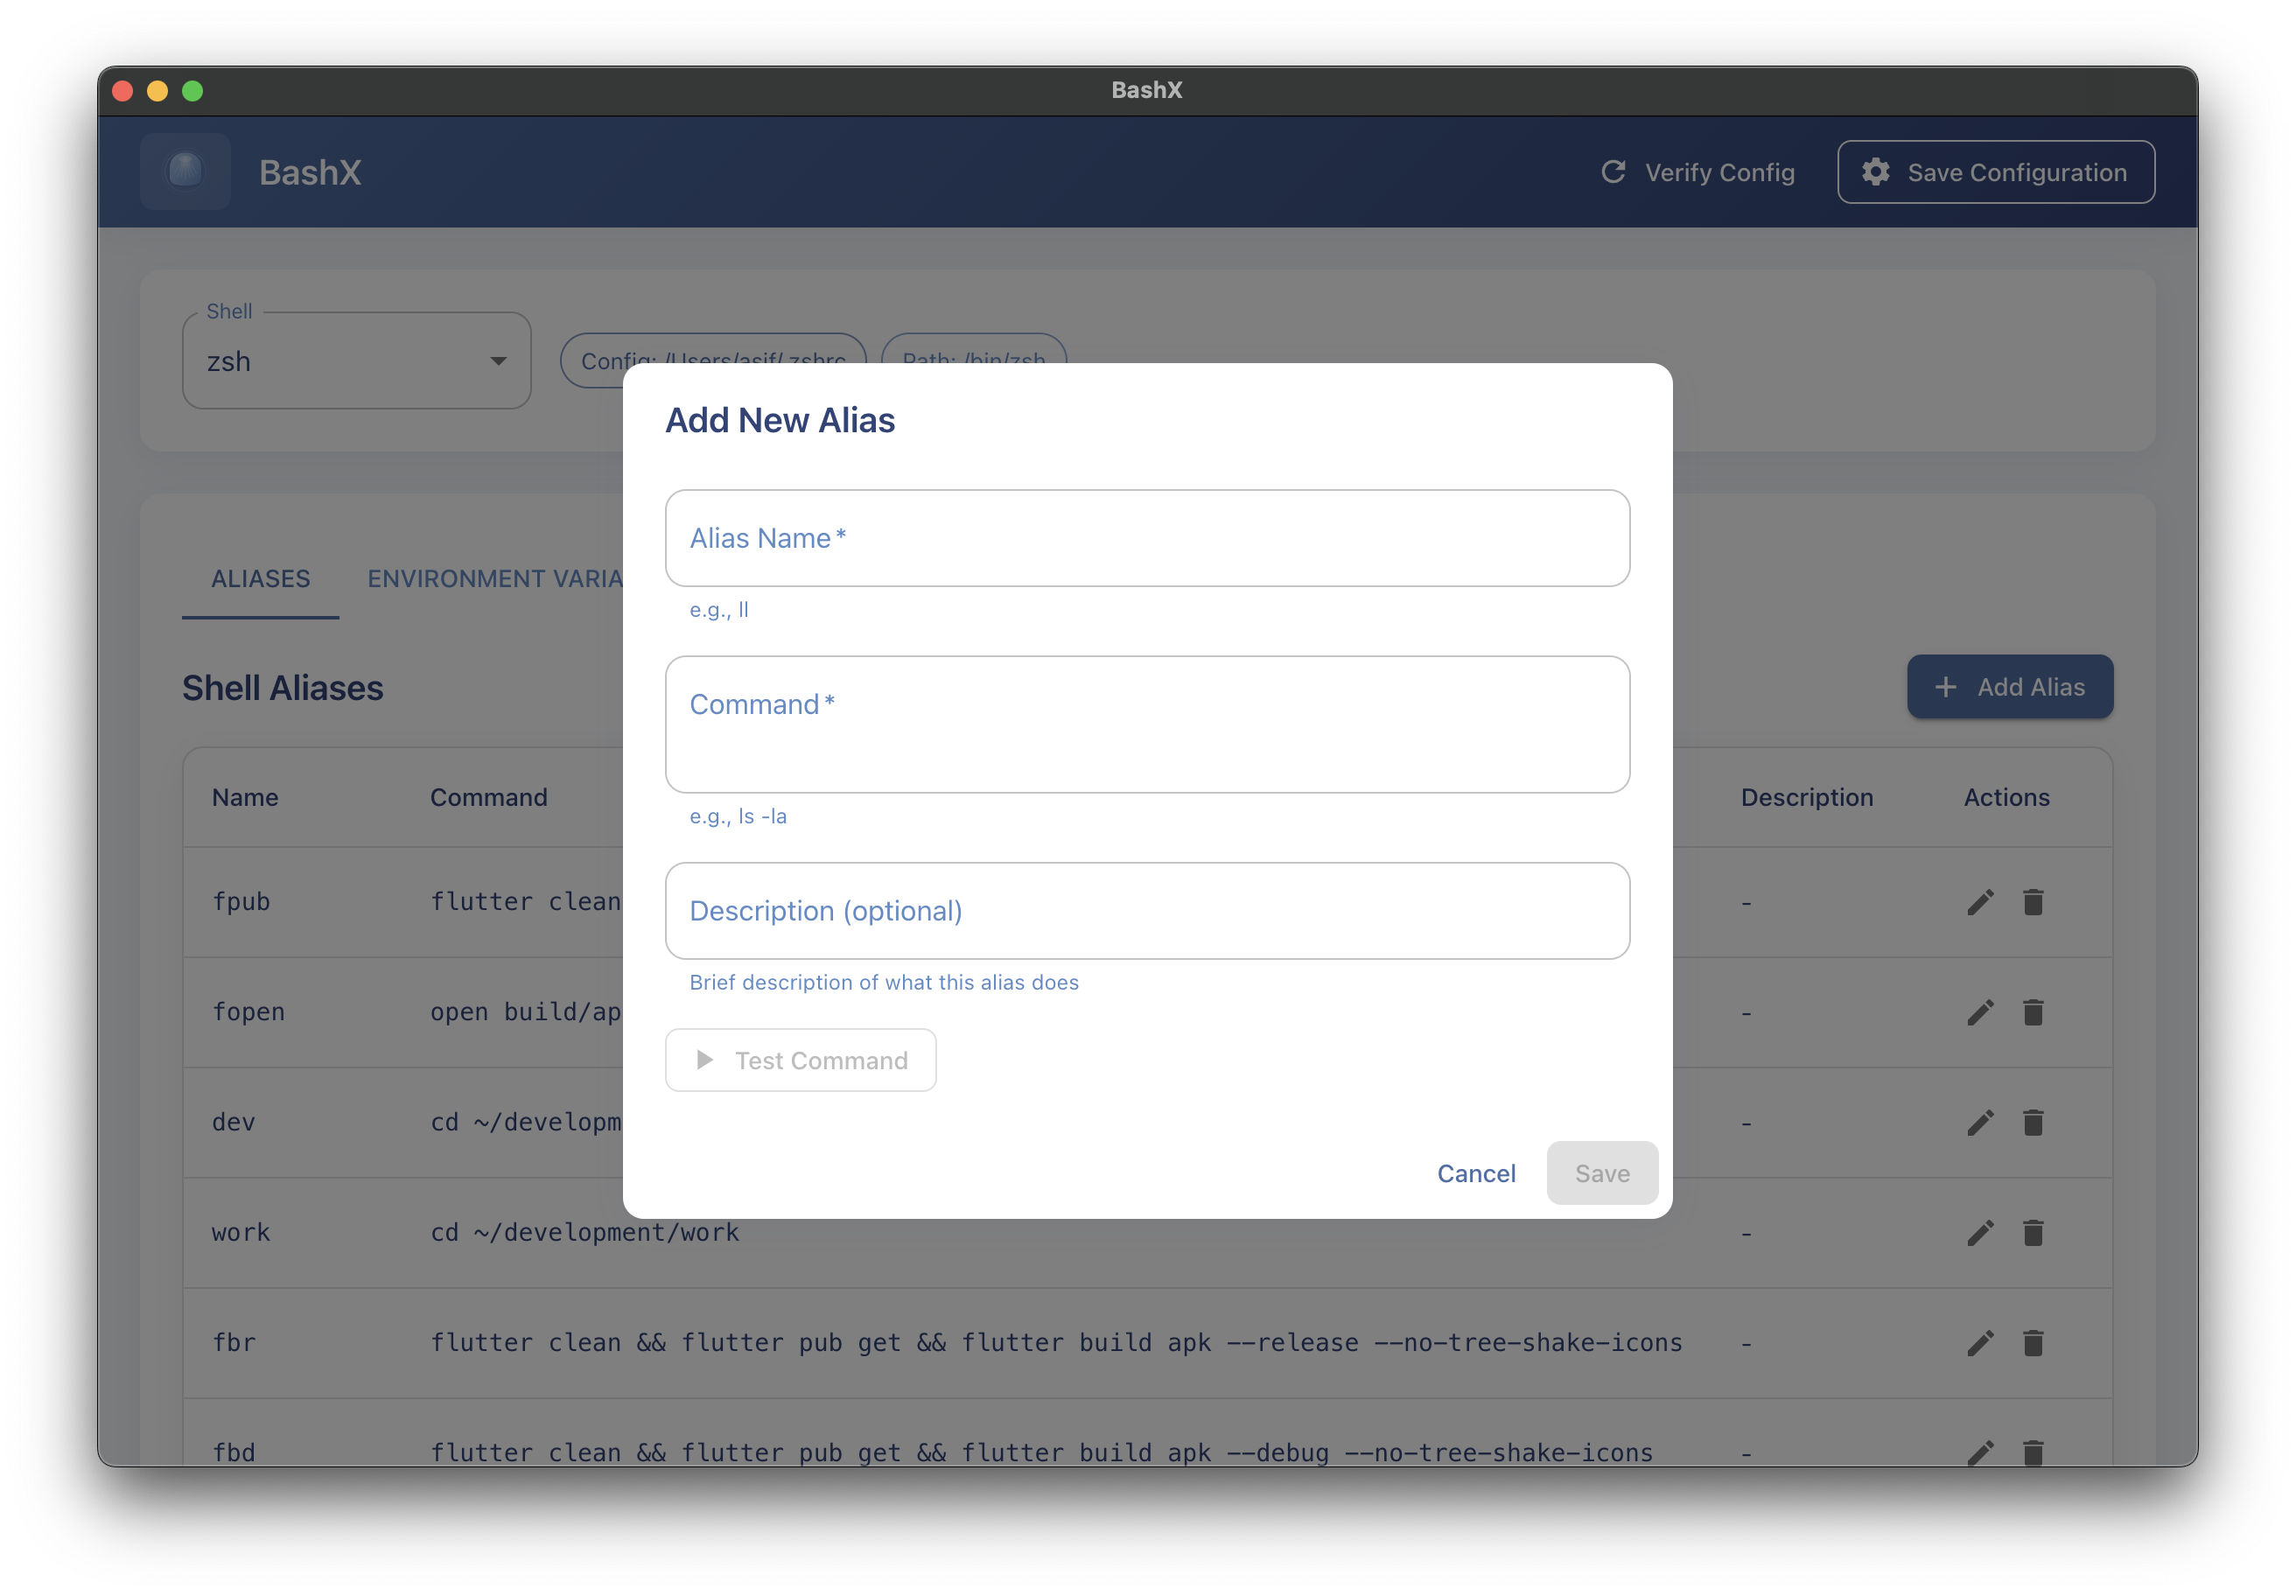 BashX
BashX
Verify Config
Save Configuration
Shell
zsh
Config: /Users/asif/.zshrc
Path: /bin/zsh
Add New Alias
Alias Name *
e.g., ll
Command *
e.g., ls -la
Description (optional)
Brief description of what this alias does
Test Command
Cancel
Save
ALIASES
ENVIRONMENT VARIA
Shell Aliases
Add Alias
Name Command Description Actions
fpub flutter clean -
fopen open build/ap -
dev cd ~/developm -
work cd ~/development/work -
fbr flutter clean && flutter pub get && flutter build apk --release --no-tree-shake-icons -
fbd flutter clean && flutter pub get && flutter build apk --debug --no-tree-shake-icons -